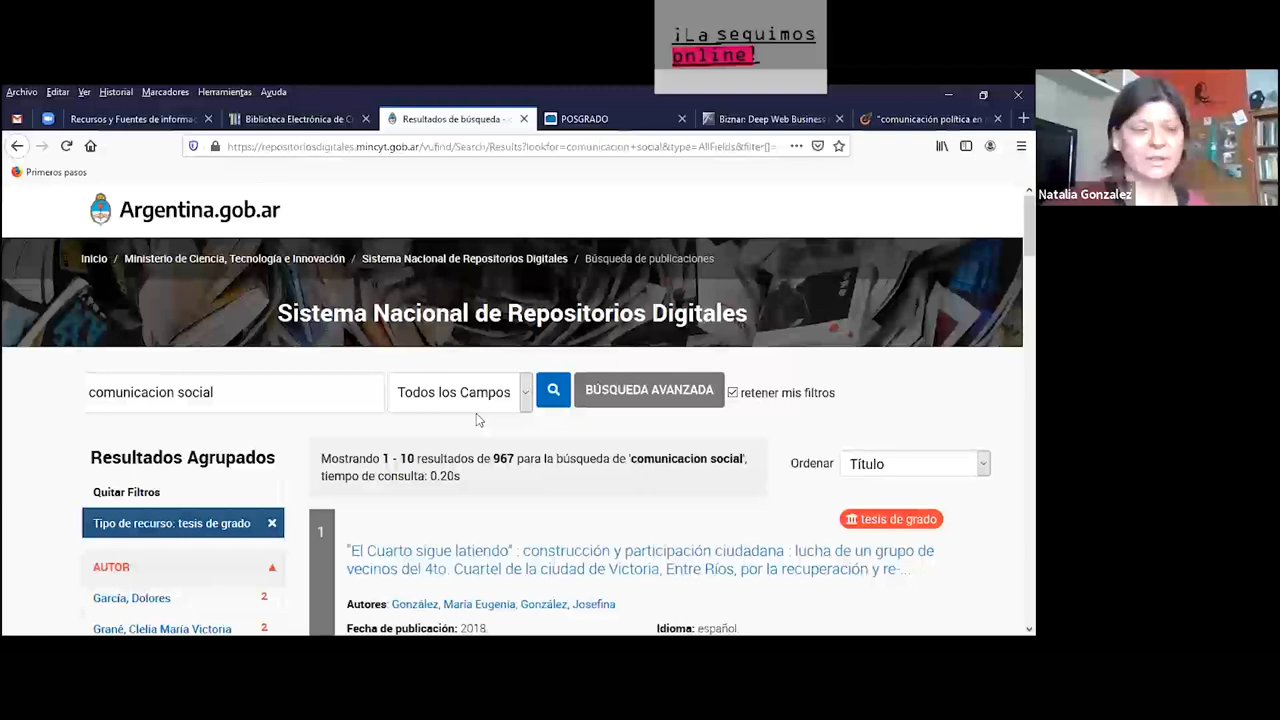 ¡La seguimos
online!
Archivo Editar Ver Historial Marcadores Herramientas Ayuda
Recursos y Fuentes de informac
Biblioteca Electrónica de C
Resultados de búsqueda -
POSGRADO
Biznar: Deep Web Business
"comunicación política en
https://repositoriosdigitales.mincyt.gob.ar/vufind/Search/Results?lookfor=comunicacion+social&type=AllFields&filter[]=
Primeros pasos
Natalia Gonzalez
Argentina.gob.ar
Inicio / Ministerio de Ciencia, Tecnología e Innovación / Sistema Nacional de Repositorios Digitales / Búsqueda de publicaciones
Sistema Nacional de Repositorios Digitales
comunicacion social
Todos los Campos
BÚSQUEDA AVANZADA
retener mis filtros
Resultados Agrupados
Quitar Filtros
Tipo de recurso: tesis de grado
AUTOR
García, Dolores 2
Grané, Clelia María Victoria 2
Mostrando 1 - 10 resultados de 967 para la búsqueda de 'comunicacion social',
tiempo de consulta: 0.20s
Ordenar Título
1
tesis de grado
"El Cuarto sigue latiendo" : construcción y participación ciudadana : lucha de un grupo de
vecinos del 4to. Cuartel de la ciudad de Victoria, Entre Ríos, por la recuperación y re-...
Autores: González, María Eugenia, González, Josefina
Fecha de publicación: 2018 Idioma: español